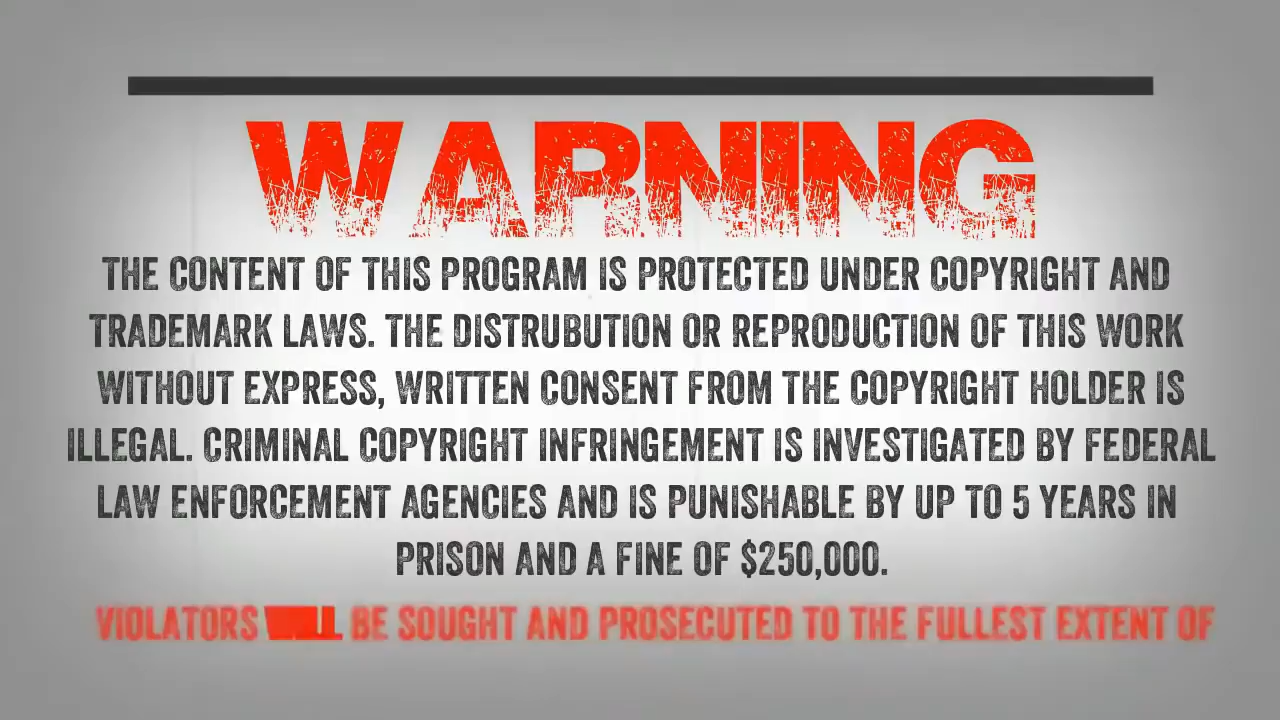 WARNING
THE CONTENT OF THIS PROGRAM IS PROTECTED UNDER COPYRIGHT AND
TRADEMARK LAWS. THE DISTRUBUTION OR REPRODUCTION OF THIS WORK
WITHOUT EXPRESS, WRITTEN CONSENT FROM THE COPYRIGHT HOLDER IS
ILLEGAL. CRIMINAL COPYRIGHT INFRINGEMENT IS INVESTIGATED BY FEDERAL
LAW ENFORCEMENT AGENCIES AND IS PUNISHABLE BY UP TO 5 YEARS IN
PRISON AND A FINE OF $250,000.
VIOLATORS WILL BE SOUGHT AND PROSECUTED TO THE FULLEST EXTENT OF